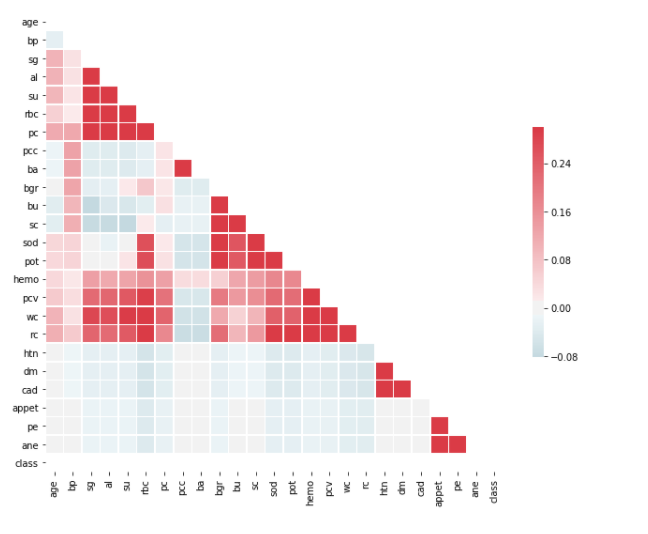 age
bp
sg
al
su
rbc
pc
pcc
ba
bgr
bu
sc
sod
pot
hemo
pcv
wc
rc
htn
dm
cad
appet
pe
ane
class
age
bp
sg
al
su
rbc
pc
pcc
ba
bgr
bu
sc
sod
pot
hemo
pcv
wc
rc
htn
dm
cad
appet
pe
ane
class
0.24
0.16
0.08
0.00
−0.08